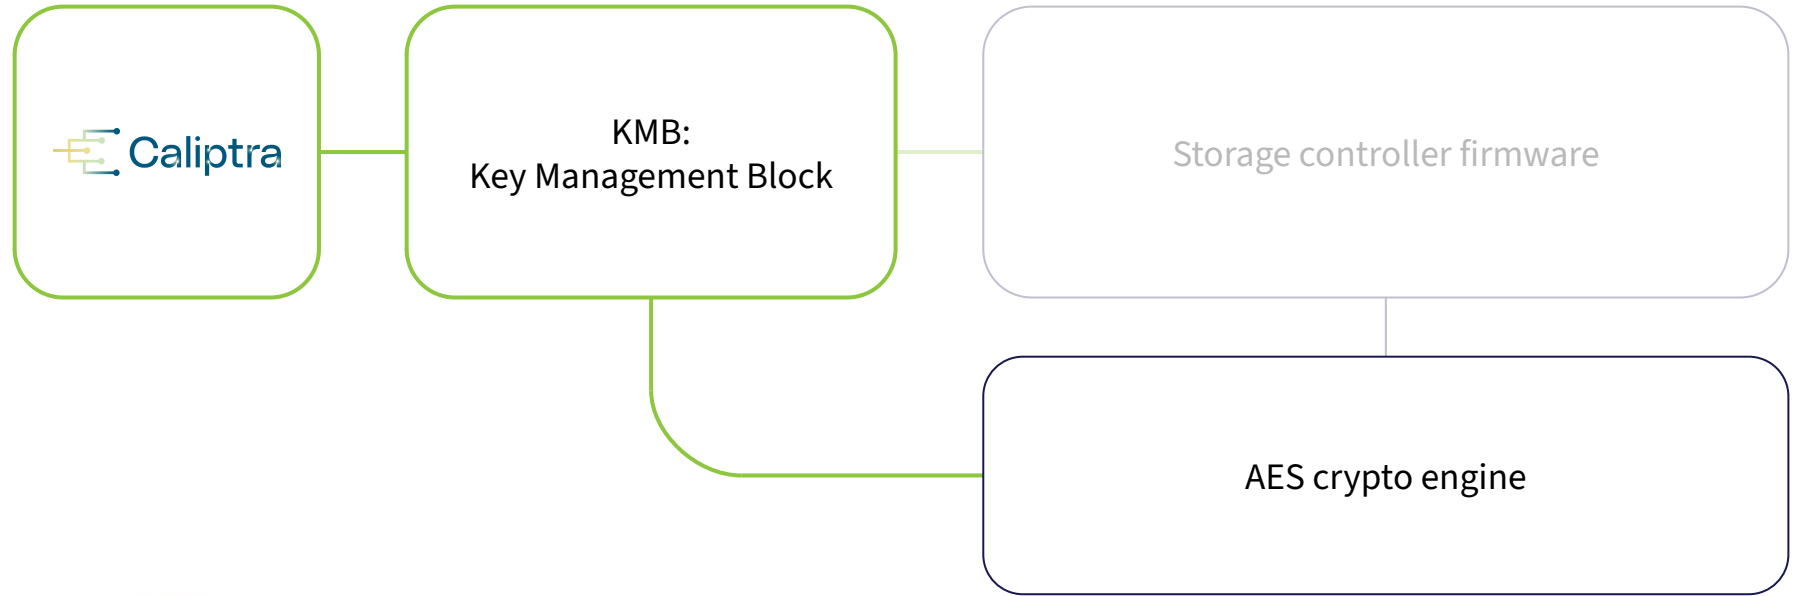 Caliptra
KMB:
Key Management Block
Storage controller firmware
AES crypto engine